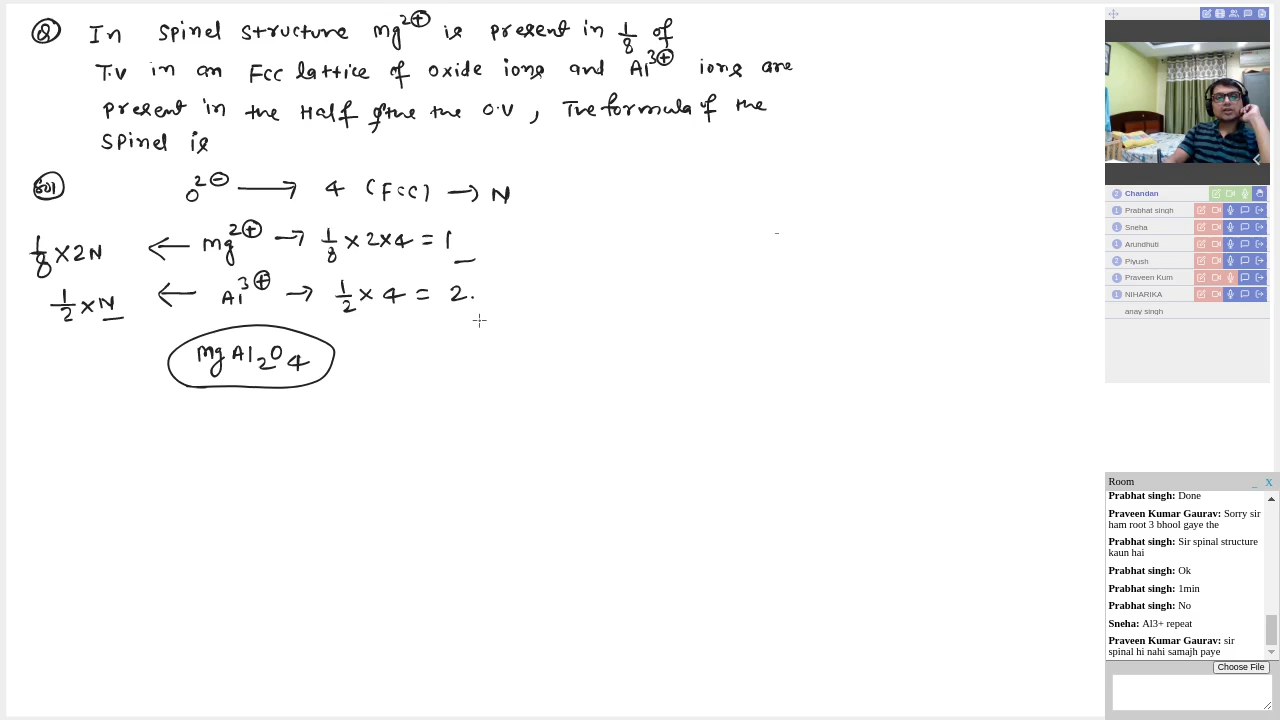 Q In spinel structure Mg2+ is present in 1/8 of
T.V in an Fcc lattice of oxide ions and Al3+ ions are
present in the Half of the the O.V , The formula of the
spinel is
Sol O2- → 4 (Fcc) → N
1/8 × 2N ← Mg2+ → 1/8 × 2 × 4 = 1
1/2 × N ← Al3+ → 1/2 × 4 = 2.
MgAl2O4
Chandan
Prabhat singh
Sneha
Arundhuti
Piyush
Praveen Kum
NIHARIKA
anay singh
Room _ X
Prabhat singh: Done
Praveen Kumar Gaurav: Sorry sir
ham root 3 bhool gaye the
Prabhat singh: Sir spinal structure
kaun hai
Prabhat singh: Ok
Prabhat singh: 1min
Prabhat singh: No
Sneha: Al3+ repeat
Praveen Kumar Gaurav: sir
spinal hi nahi samajh paye
Choose File